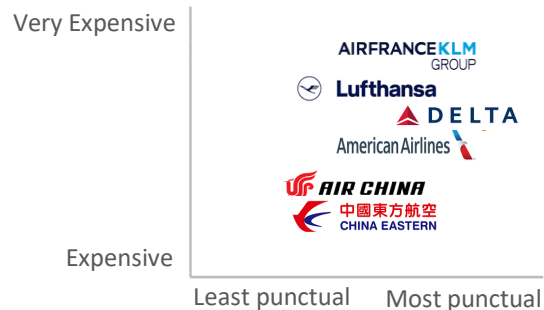 Very Expensive
AIRFRANCEKLM
GROUP
Lufthansa
DELTA
American Airlines
AIR CHINA
中國東方航空
CHINA EASTERN
Expensive
Least punctual
Most punctual